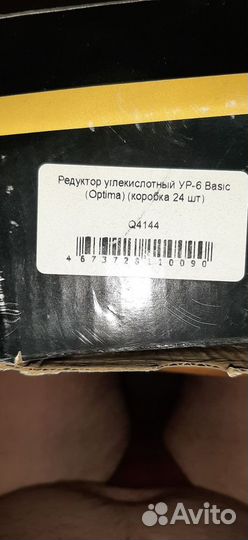 Редуктор углекислотный УР-6 Basic
(Optima) (коробка 24 шт)
Q4144
Avito